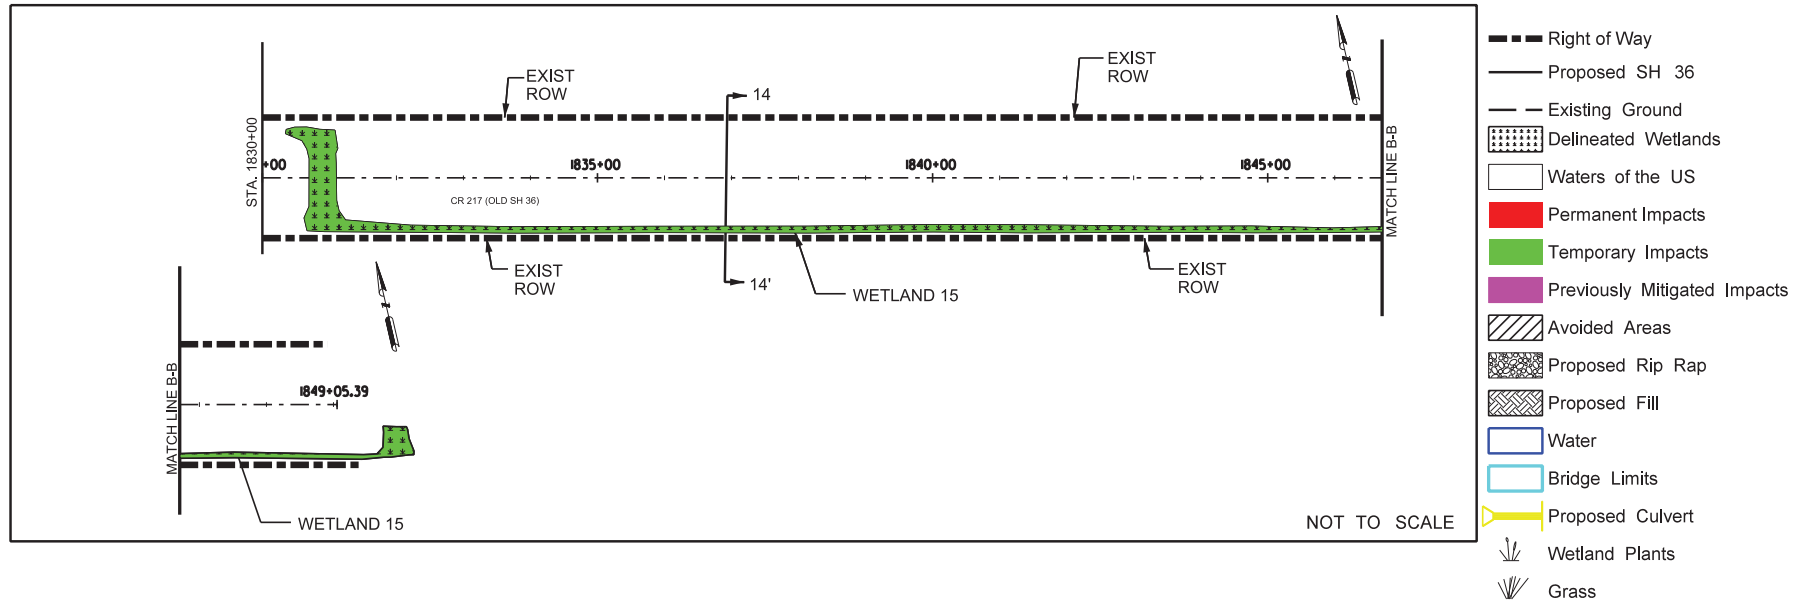 EXIST
ROW
14
EXIST
ROW
STA. 1830+00
+00
1835+00
1840+00
1845+00
MATCH LINE B-B
CR 217 (OLD SH 36)
EXIST
ROW
14'
WETLAND 15
EXIST
ROW
MATCH LINE B-B
1849+05.39
WETLAND 15
NOT TO SCALE
Right of Way
Proposed SH 36
Existing Ground
Delineated Wetlands
Waters of the US
Permanent Impacts
Temporary Impacts
Previously Mitigated Impacts
Avoided Areas
Proposed Rip Rap
Proposed Fill
Water
Bridge Limits
Proposed Culvert
Wetland Plants
Grass